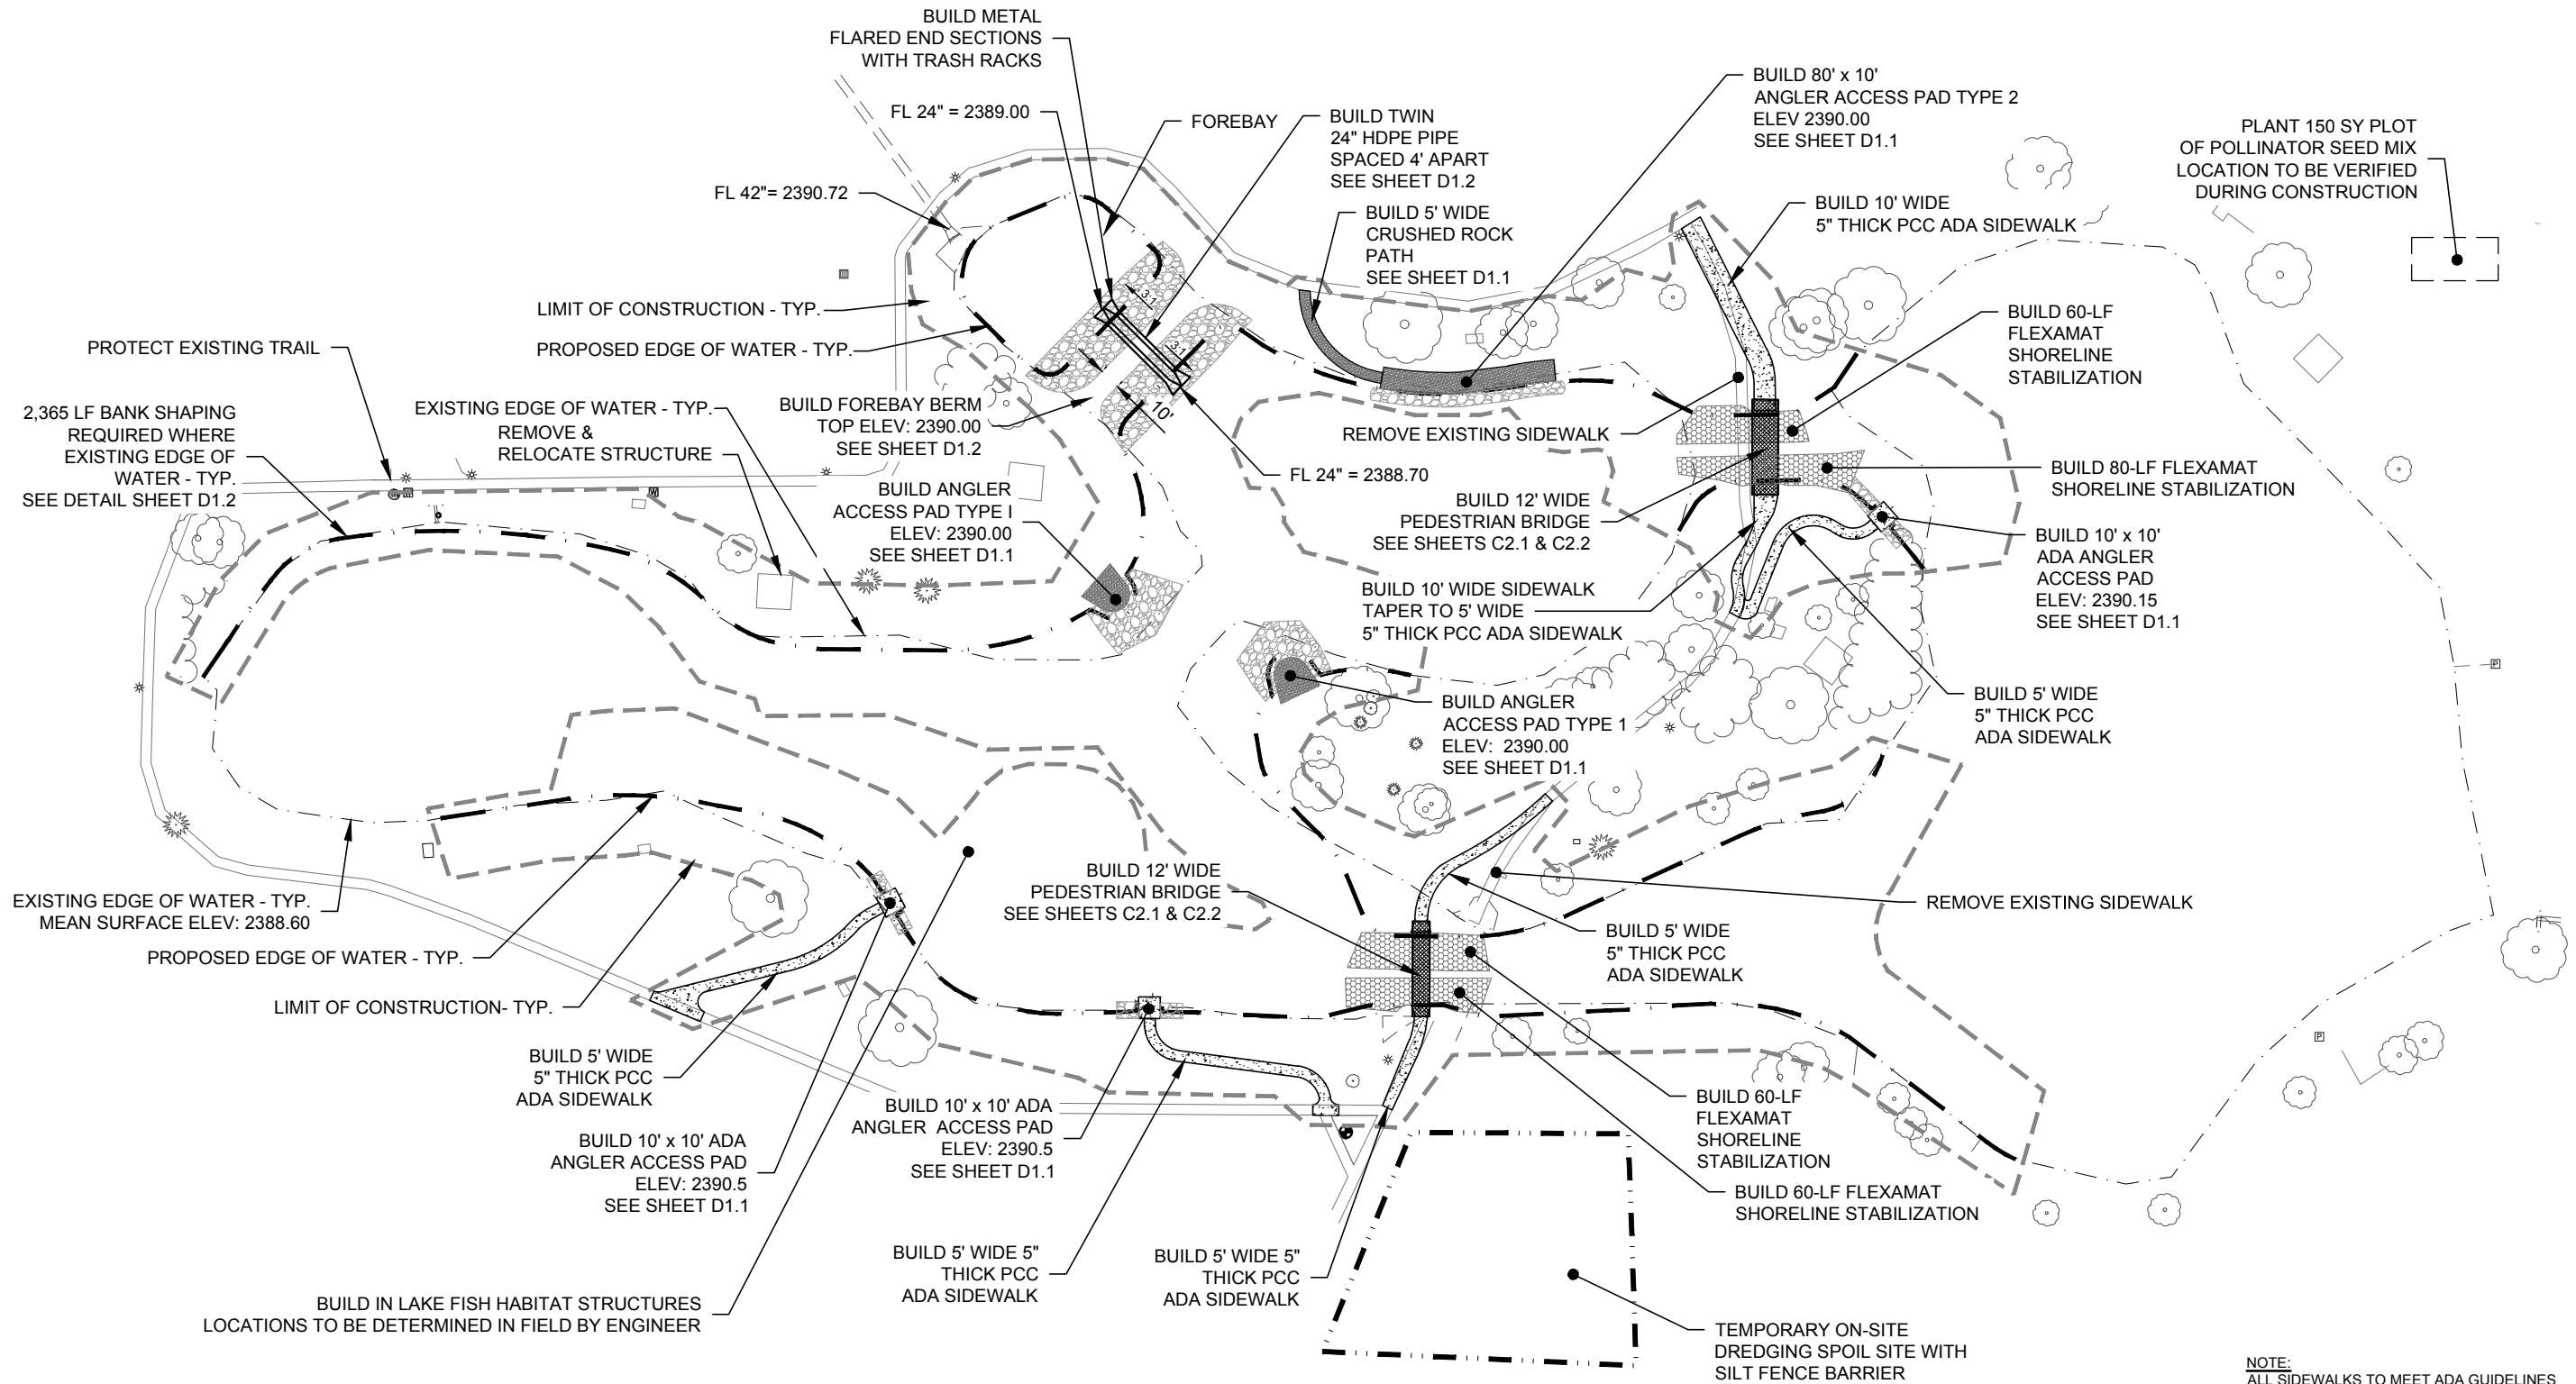 BUILD METAL
FLARED END SECTIONS
WITH TRASH RACKS
FL 24" = 2389.00
FOREBAY
BUILD TWIN
24" HDPE PIPE
SPACED 4' APART
SEE SHEET D1.2
BUILD 80' x 10'
ANGLER ACCESS PAD TYPE 2
ELEV 2390.00
SEE SHEET D1.1
PLANT 150 SY PLOT
OF POLLINATOR SEED MIX
LOCATION TO BE VERIFIED
DURING CONSTRUCTION
FL 42"= 2390.72
BUILD 5' WIDE
CRUSHED ROCK
PATH
SEE SHEET D1.1
BUILD 10' WIDE
5" THICK PCC ADA SIDEWALK
LIMIT OF CONSTRUCTION - TYP.
3:1
3:1
10'
PROPOSED EDGE OF WATER - TYP.
PROTECT EXISTING TRAIL
BUILD 60-LF
FLEXAMAT
SHORELINE
STABILIZATION
2,365 LF BANK SHAPING
REQUIRED WHERE
EXISTING EDGE OF
WATER - TYP.
SEE DETAIL SHEET D1.2
EXISTING EDGE OF WATER - TYP.
REMOVE &
RELOCATE STRUCTURE
BUILD FOREBAY BERM
TOP ELEV: 2390.00
SEE SHEET D1.2
REMOVE EXISTING SIDEWALK
FL 24" = 2388.70
BUILD 80-LF FLEXAMAT
SHORELINE STABILIZATION
BUILD ANGLER
ACCESS PAD TYPE I
ELEV: 2390.00
SEE SHEET D1.1
BUILD 12' WIDE
PEDESTRIAN BRIDGE
SEE SHEETS C2.1 & C2.2
BUILD 10' x 10'
ADA ANGLER
ACCESS PAD
ELEV: 2390.15
SEE SHEET D1.1
BUILD 10' WIDE SIDEWALK
TAPER TO 5' WIDE
5" THICK PCC ADA SIDEWALK
P
BUILD ANGLER
ACCESS PAD TYPE 1
ELEV: 2390.00
SEE SHEET D1.1
BUILD 5' WIDE
5" THICK PCC
ADA SIDEWALK
EXISTING EDGE OF WATER - TYP.
MEAN SURFACE ELEV: 2388.60
PROPOSED EDGE OF WATER - TYP.
LIMIT OF CONSTRUCTION- TYP.
BUILD 12' WIDE
PEDESTRIAN BRIDGE
SEE SHEETS C2.1 & C2.2
REMOVE EXISTING SIDEWALK
BUILD 5' WIDE
5" THICK PCC
ADA SIDEWALK
P
BUILD 5' WIDE
5" THICK PCC
ADA SIDEWALK
BUILD 10' x 10' ADA
ANGLER ACCESS PAD
ELEV: 2390.5
SEE SHEET D1.1
BUILD 10' x 10' ADA
ANGLER ACCESS PAD
ELEV: 2390.5
SEE SHEET D1.1
BUILD 60-LF
FLEXAMAT
SHORELINE
STABILIZATION
BUILD 60-LF FLEXAMAT
SHORELINE STABILIZATION
BUILD 5' WIDE 5"
THICK PCC
ADA SIDEWALK
BUILD 5' WIDE 5"
THICK PCC
ADA SIDEWALK
BUILD IN LAKE FISH HABITAT STRUCTURES
LOCATIONS TO BE DETERMINED IN FIELD BY ENGINEER
TEMPORARY ON-SITE
DREDGING SPOIL SITE WITH
SILT FENCE BARRIER
NOTE:
ALL SIDEWALKS TO MEET ADA GUIDELINES